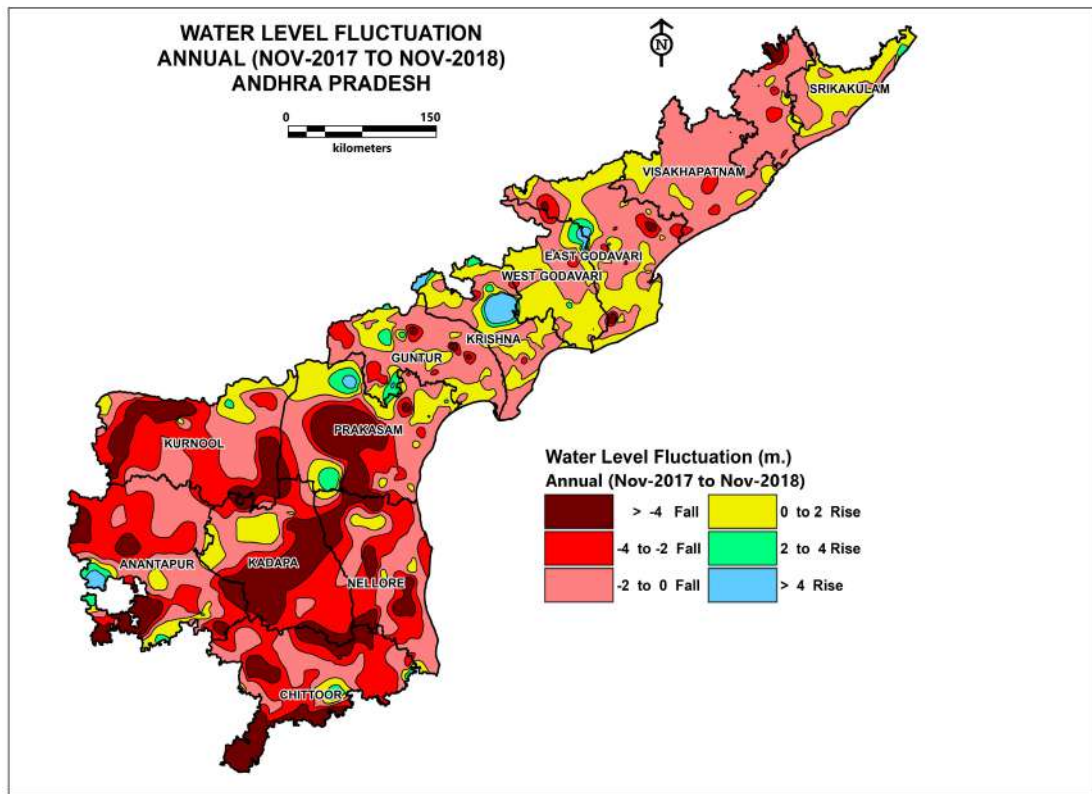 WATER LEVEL FLUCTUATION
ANNUAL (NOV-2017 TO NOV-2018)
ANDHRA PRADESH
N
0 150
kilometers
SRIKAKULAM
VISAKHAPATNAM
EAST GODAVARI
WEST GODAVARI
KRISHNA
GUNTUR
PRAKASAM
KURNOOL
ANANTAPUR
KADAPA
NELLORE
CHITTOOR
Water Level Fluctuation (m.)
Annual (Nov-2017 to Nov-2018)
> -4 Fall 0 to 2 Rise
-4 to -2 Fall 2 to 4 Rise
-2 to 0 Fall > 4 Rise